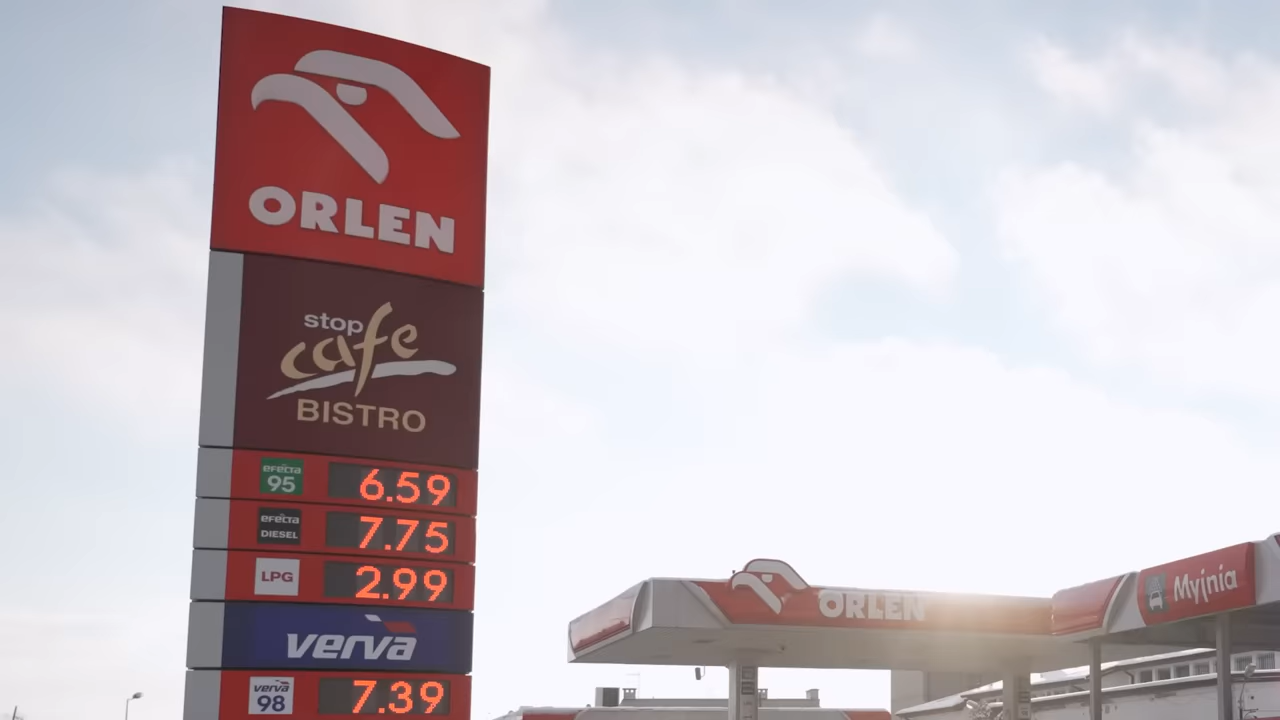 ORLEN
stop
cafe
BISTRO
efecta
95
6.59
efecta
DIESEL
7.75
LPG
2.99
verva
verva
98
7.39
ORLEN
Myjnia